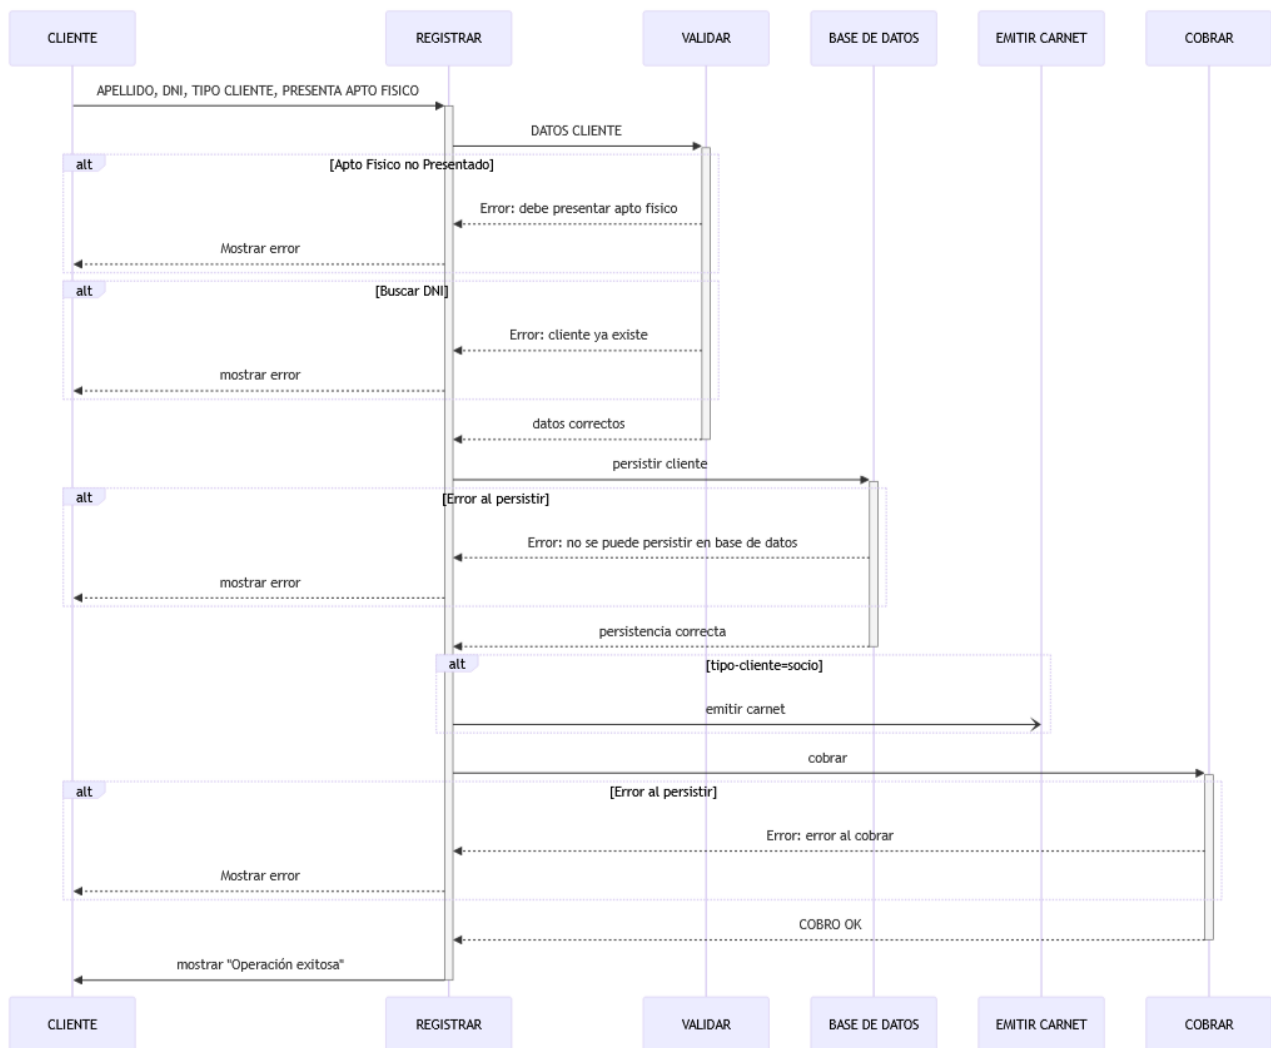 CLIENTE
REGISTRAR
VALIDAR
BASE DE DATOS
EMITIR CARNET
COBRAR
APELLIDO, DNI, TIPO CLIENTE, PRESENTA APTO FISICO
DATOS CLIENTE
alt
[Apto Fisico no Presentado]
Error: debe presentar apto fisico
Mostrar error
alt
[Buscar DNI]
Error: cliente ya existe
mostrar error
datos correctos
persistir cliente
alt
[Error al persistir]
Error: no se puede persistir en base de datos
mostrar error
persistencia correcta
alt
[tipo-cliente=socio]
emitir carnet
cobrar
alt
[Error al persistir]
Error: error al cobrar
Mostrar error
COBRO OK
mostrar "Operación exitosa"
CLIENTE
REGISTRAR
VALIDAR
BASE DE DATOS
EMITIR CARNET
COBRAR